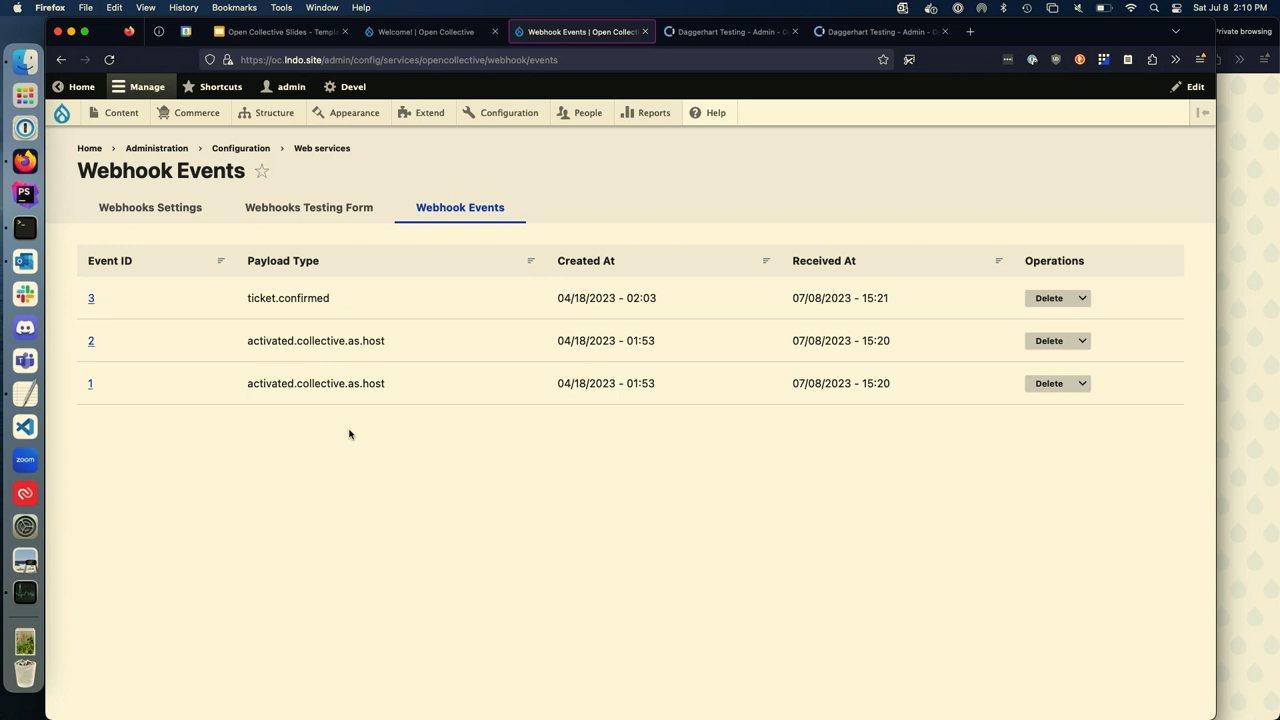 Firefox File Edit View History Bookmarks Tools Window Help Sat Jul 8 2:10 PM
Open Collective Slides - Templa Welcome! | Open Collective Webhook Events | Open Collect Daggerhart Testing - Admin - O Daggerhart Testing - Admin - O Private browsing
https://oc.lndo.site/admin/config/services/opencollective/webhook/events
Home Manage Shortcuts admin Devel Edit
Content Commerce Structure Appearance Extend Configuration People Reports Help
Home > Administration > Configuration > Web services
Webhook Events
Webhooks Settings Webhooks Testing Form Webhook Events
Event ID Payload Type Created At Received At Operations
3 ticket.confirmed 04/18/2023 - 02:03 07/08/2023 - 15:21 Delete
2 activated.collective.as.host 04/18/2023 - 01:53 07/08/2023 - 15:20 Delete
1 activated.collective.as.host 04/18/2023 - 01:53 07/08/2023 - 15:20 Delete
PS
zoom